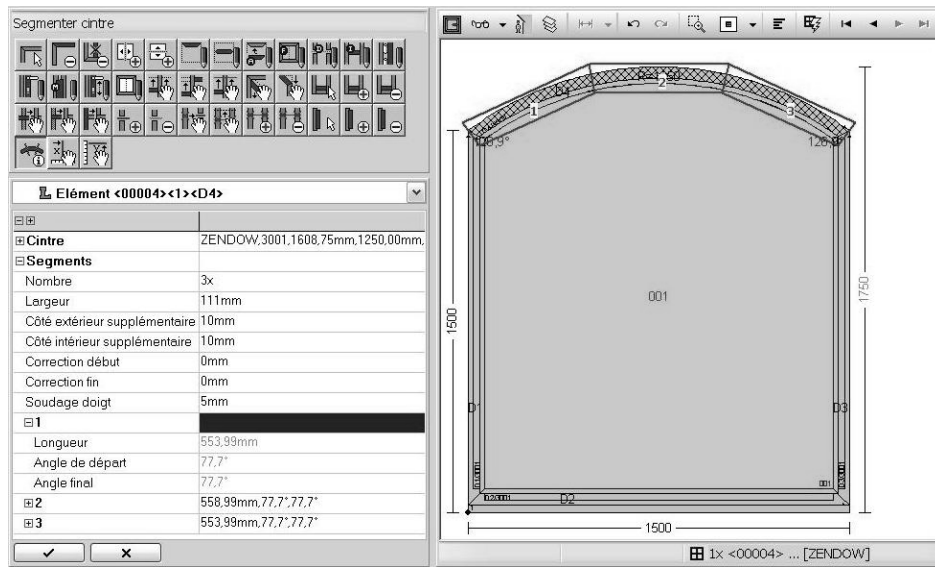 Segmenter cintre
Elément <00004><1><D4>
Cintre ZENDOW,3001,1608,75mm,1250,00mm,
Segments
Nombre 3x
Largeur 111mm
Côté extérieur supplémentaire 10mm
Côté intérieur supplémentaire 10mm
Correction début 0mm
Correction fin 0mm
Soudage doigt 5mm
1
Longueur 553,99mm
Angle de départ 77,7°
Angle final 77,7°
2 558,99mm,77,7°,77,7°
3 553,99mm,77,7°,77,7°
D4
1
2
3
001
1500
1750
D1
D3
001
D2
1500
1x <00004> ... [ZENDOW]